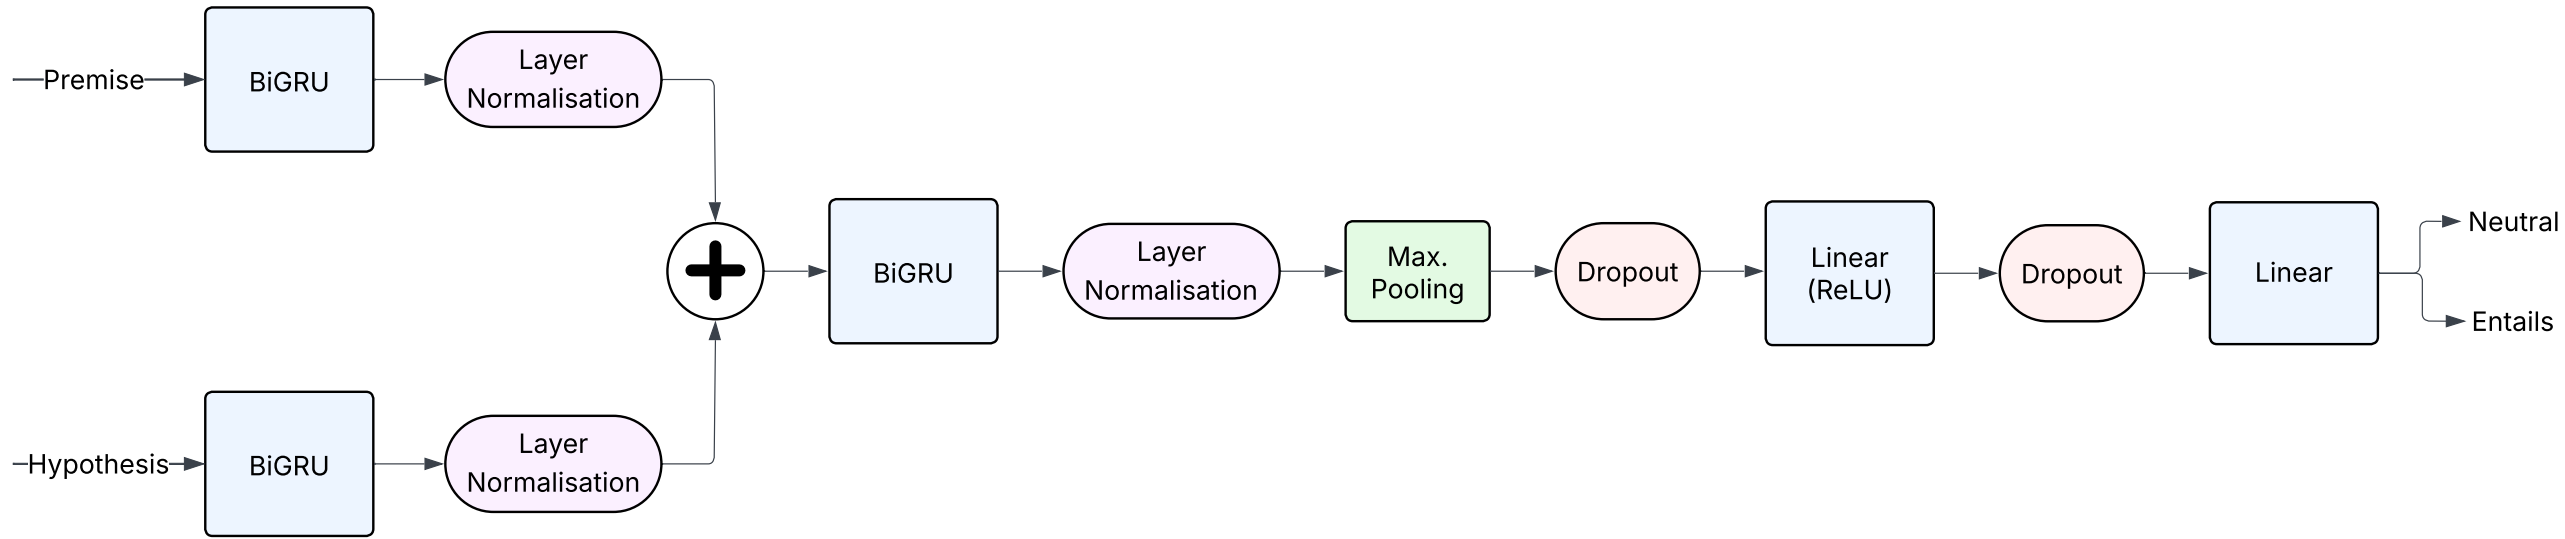 Premise
BiGRU
Layer
Normalisation
Hypothesis
BiGRU
Layer
Normalisation
BiGRU
Layer
Normalisation
Max.
Pooling
Dropout
Linear
(ReLU)
Dropout
Linear
Neutral
Entails